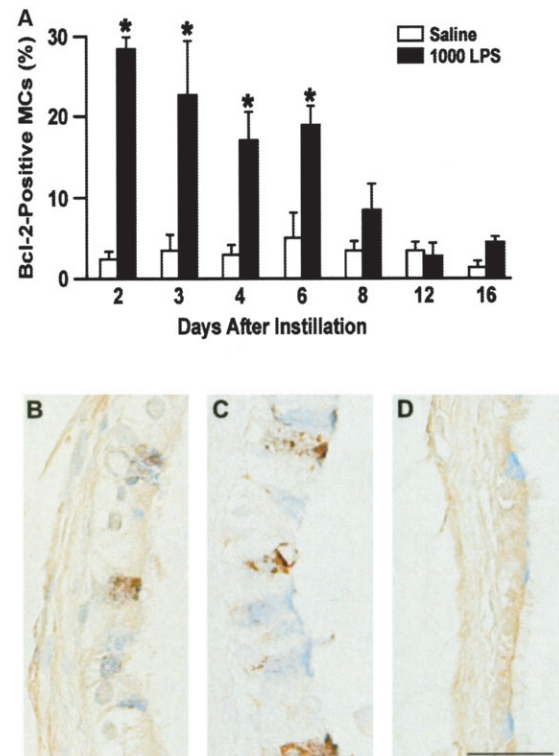 A
Bcl-2-Positive MCs (%)
30
20
10
0
Saline
1000 LPS
*
*
*
*
2 3 4 6 8 12 16
Days After Instillation
B
C
D